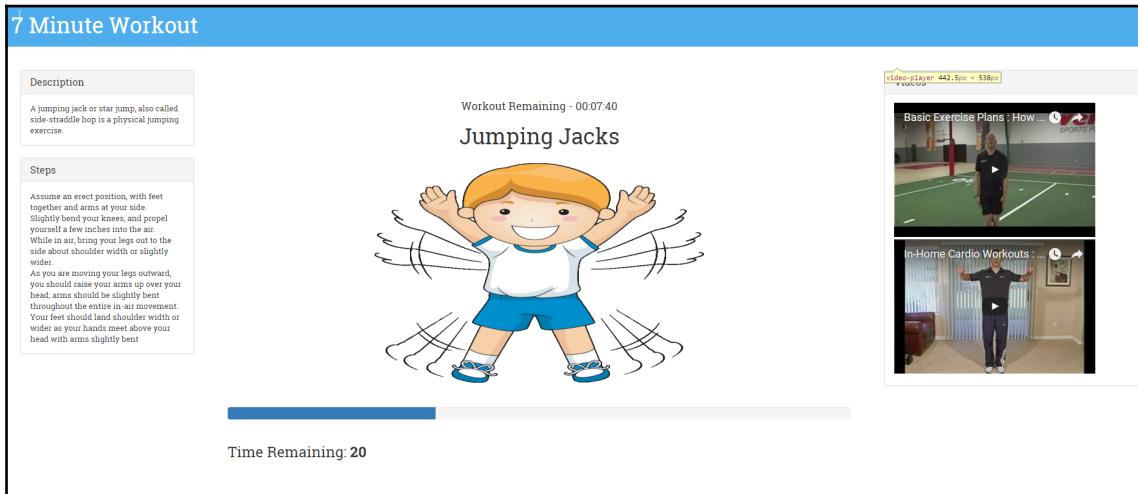 7 Minute Workout
Description
A jumping jack or star jump, also called
side-straddle hop is a physical jumping
exercise.
Steps
Assume an erect position, with feet
together and arms at your side.
Slightly bend your knees, and propel
yourself a few inches into the air.
While in air, bring your legs out to the
side about shoulder width or slightly
wider.
As you are moving your legs outward,
you should raise your arms up over your
head; arms should be slightly bent
throughout the entire in-air movement.
Your feet should land shoulder width or
wider as your hands meet above your
head with arms slightly bent
Workout Remaining - 00:07:40
Jumping Jacks
Time Remaining: 20
video-player 442.5px × 538px
Videos
Basic Exercise Plans : How ...
SPORTS
In-Home Cardio Workouts : ...